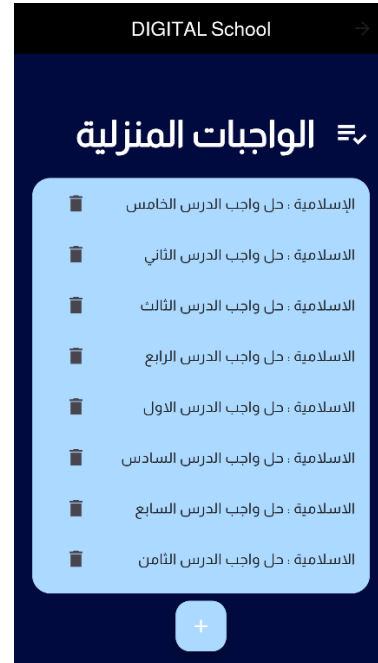 DIGITAL School
الواجبات المنزلية
الإسلامية : حل واجب الدرس الخامس
الاسلامية : حل واجب الدرس الثاني
الاسلامية : حل واجب الدرس الثالث
الاسلامية : حل واجب الدرس الرابع
الاسلامية : حل واجب الدرس الاول
الاسلامية : حل واجب الدرس السادس
الاسلامية : حل واجب الدرس السابع
الاسلامية : حل واجب الدرس الثامن
+